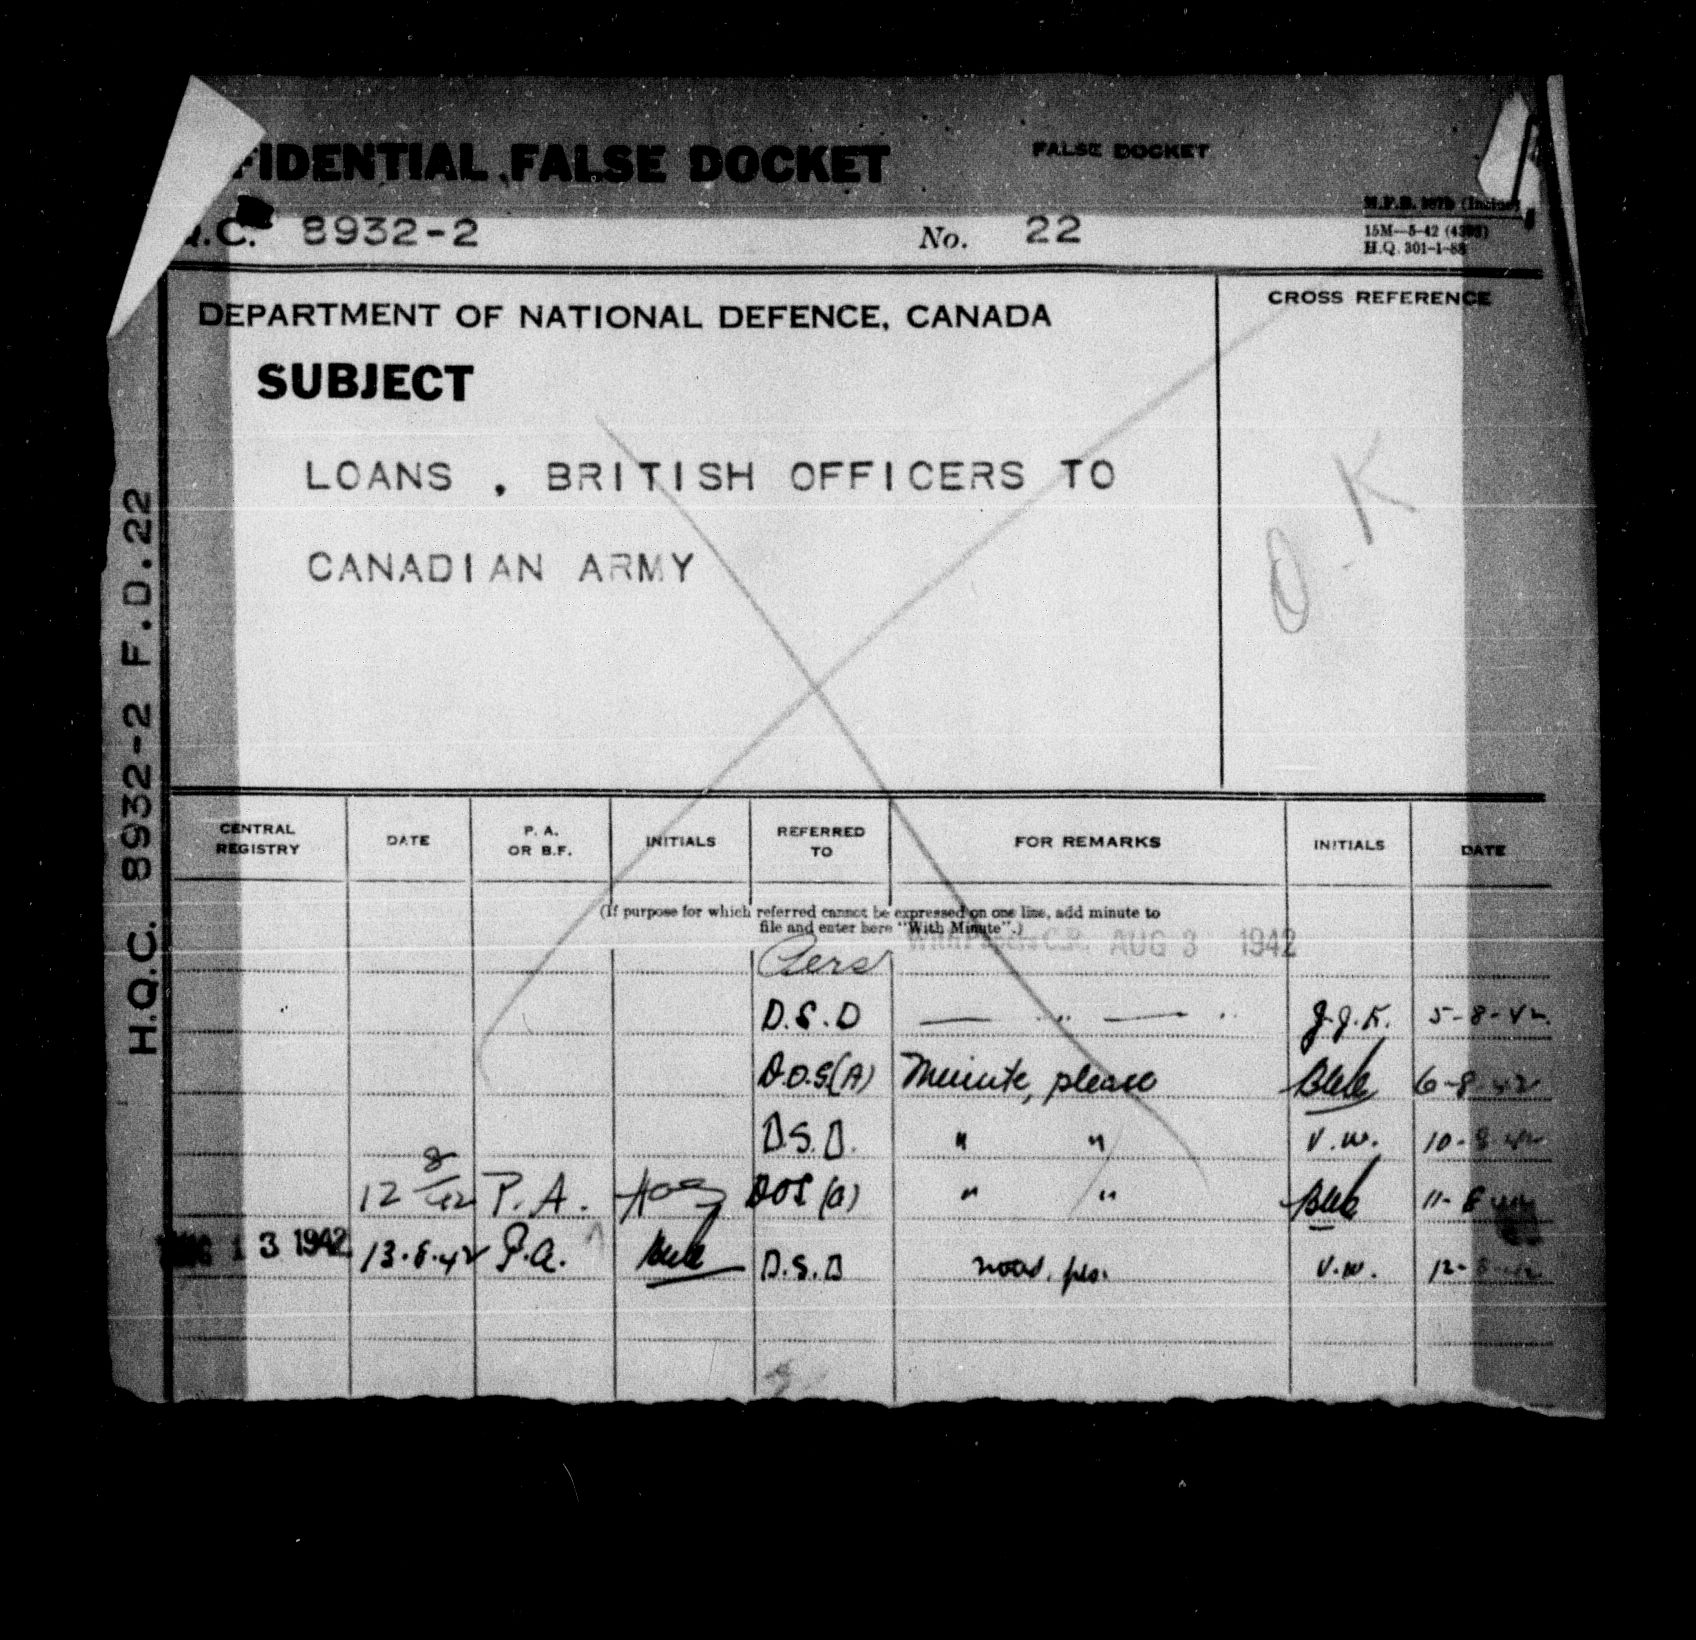 FIDENTIAL FALSE DOCKET
FALSE DOCKET
Q.C. 8932-2
No. 22
15M—5-42
H.Q. 301-1-88
DEPARTMENT OF NATIONAL DEFENCE, CANADA
CROSS REFERENCE
SUBJECT
LOANS , BRITISH OFFICERS TO
CANADIAN ARMY
O.K
H.Q.C. 8932-2 F.D.22
CENTRAL REGISTRY
DATE
P. A. OR B.F.
INITIALS
REFERRED TO
FOR REMARKS
INITIALS
DATE
(If purpose for which referred cannot be expressed on one line, add minute to
file and enter here "With Minute".)
AUG 3 1942
D.S.D — " — " J.J.K. 5-8-42
D.O.S.(A) Minute, please 6-8-42
D.S.D. " " V.W. 10-8-42
12 8/42 P.A. DOS (A) " " 11-8-42
13 1942 13.8.42 P.A. D.S.D noted, pls. V.W. 12-8-42